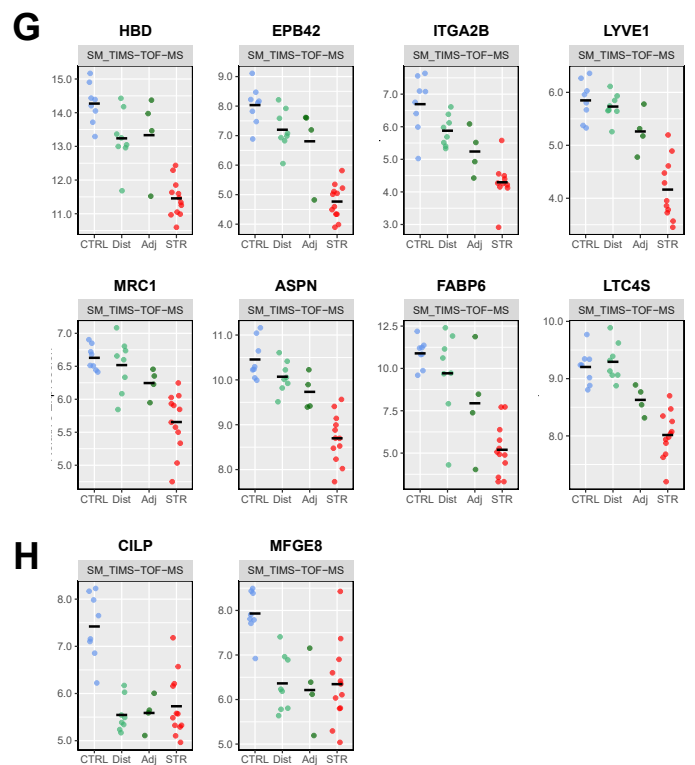 G
HBD
EPB42
ITGA2B
LYVE1
SM_TIMS-TOF-MS
SM_TIMS-TOF-MS
SM_TIMS-TOF-MS
SM_TIMS-TOF-MS
15.0
14.0
13.0
12.0
11.0
9.0
8.0
7.0
6.0
5.0
4.0
7.0
6.0
5.0
4.0
3.0
6.0
5.0
4.0
CTRL Dist Adj STR
CTRL Dist Adj STR
CTRL Dist Adj STR
CTRL Dist Adj STR
MRC1
ASPN
FABP6
LTC4S
SM_TIMS-TOF-MS
SM_TIMS-TOF-MS
SM_TIMS-TOF-MS
SM_TIMS-TOF-MS
7.0
6.5
6.0
5.5
5.0
11.0
10.0
9.0
8.0
12.5
10.0
7.5
5.0
10.0
9.0
8.0
CTRL Dist Adj STR
CTRL Dist Adj STR
CTRL Dist Adj STR
CTRL Dist Adj STR
H
CILP
MFGE8
SM_TIMS-TOF-MS
SM_TIMS-TOF-MS
8.0
7.0
6.0
5.0
8.0
7.0
6.0
5.0
CTRL Dist Adj STR
CTRL Dist Adj STR